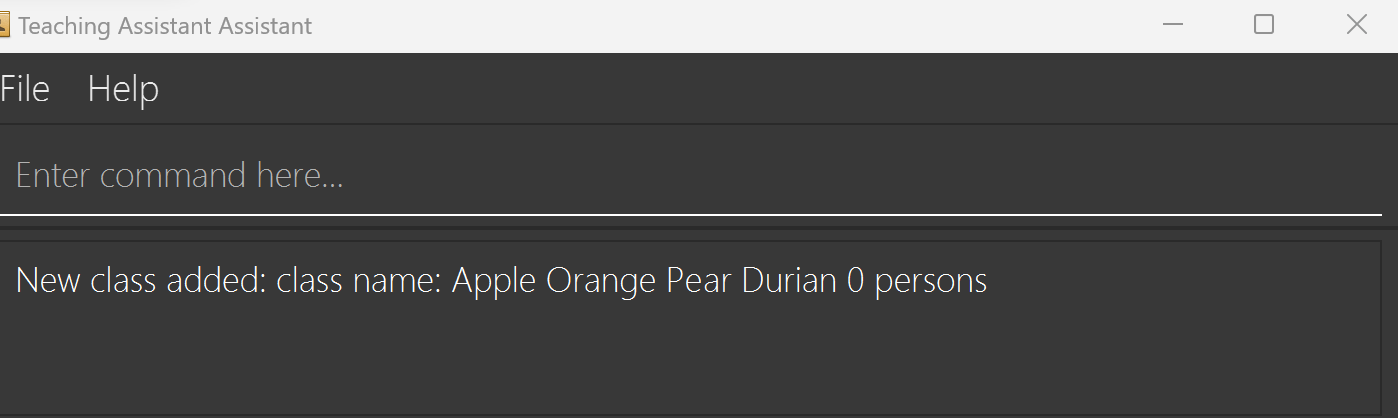 Teaching Assistant Assistant
File Help
Enter command here...
New class added: class name: Apple Orange Pear Durian 0 persons